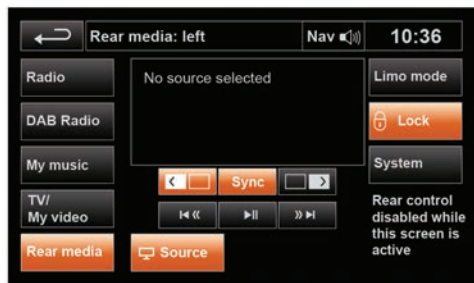 Rear media: left
Nav
10:36
Radio
No source selected
Limo mode
DAB Radio
Lock
My music
System
Sync
TV/
My video
Rear control
disabled while
this screen is
active
Rear media
Source